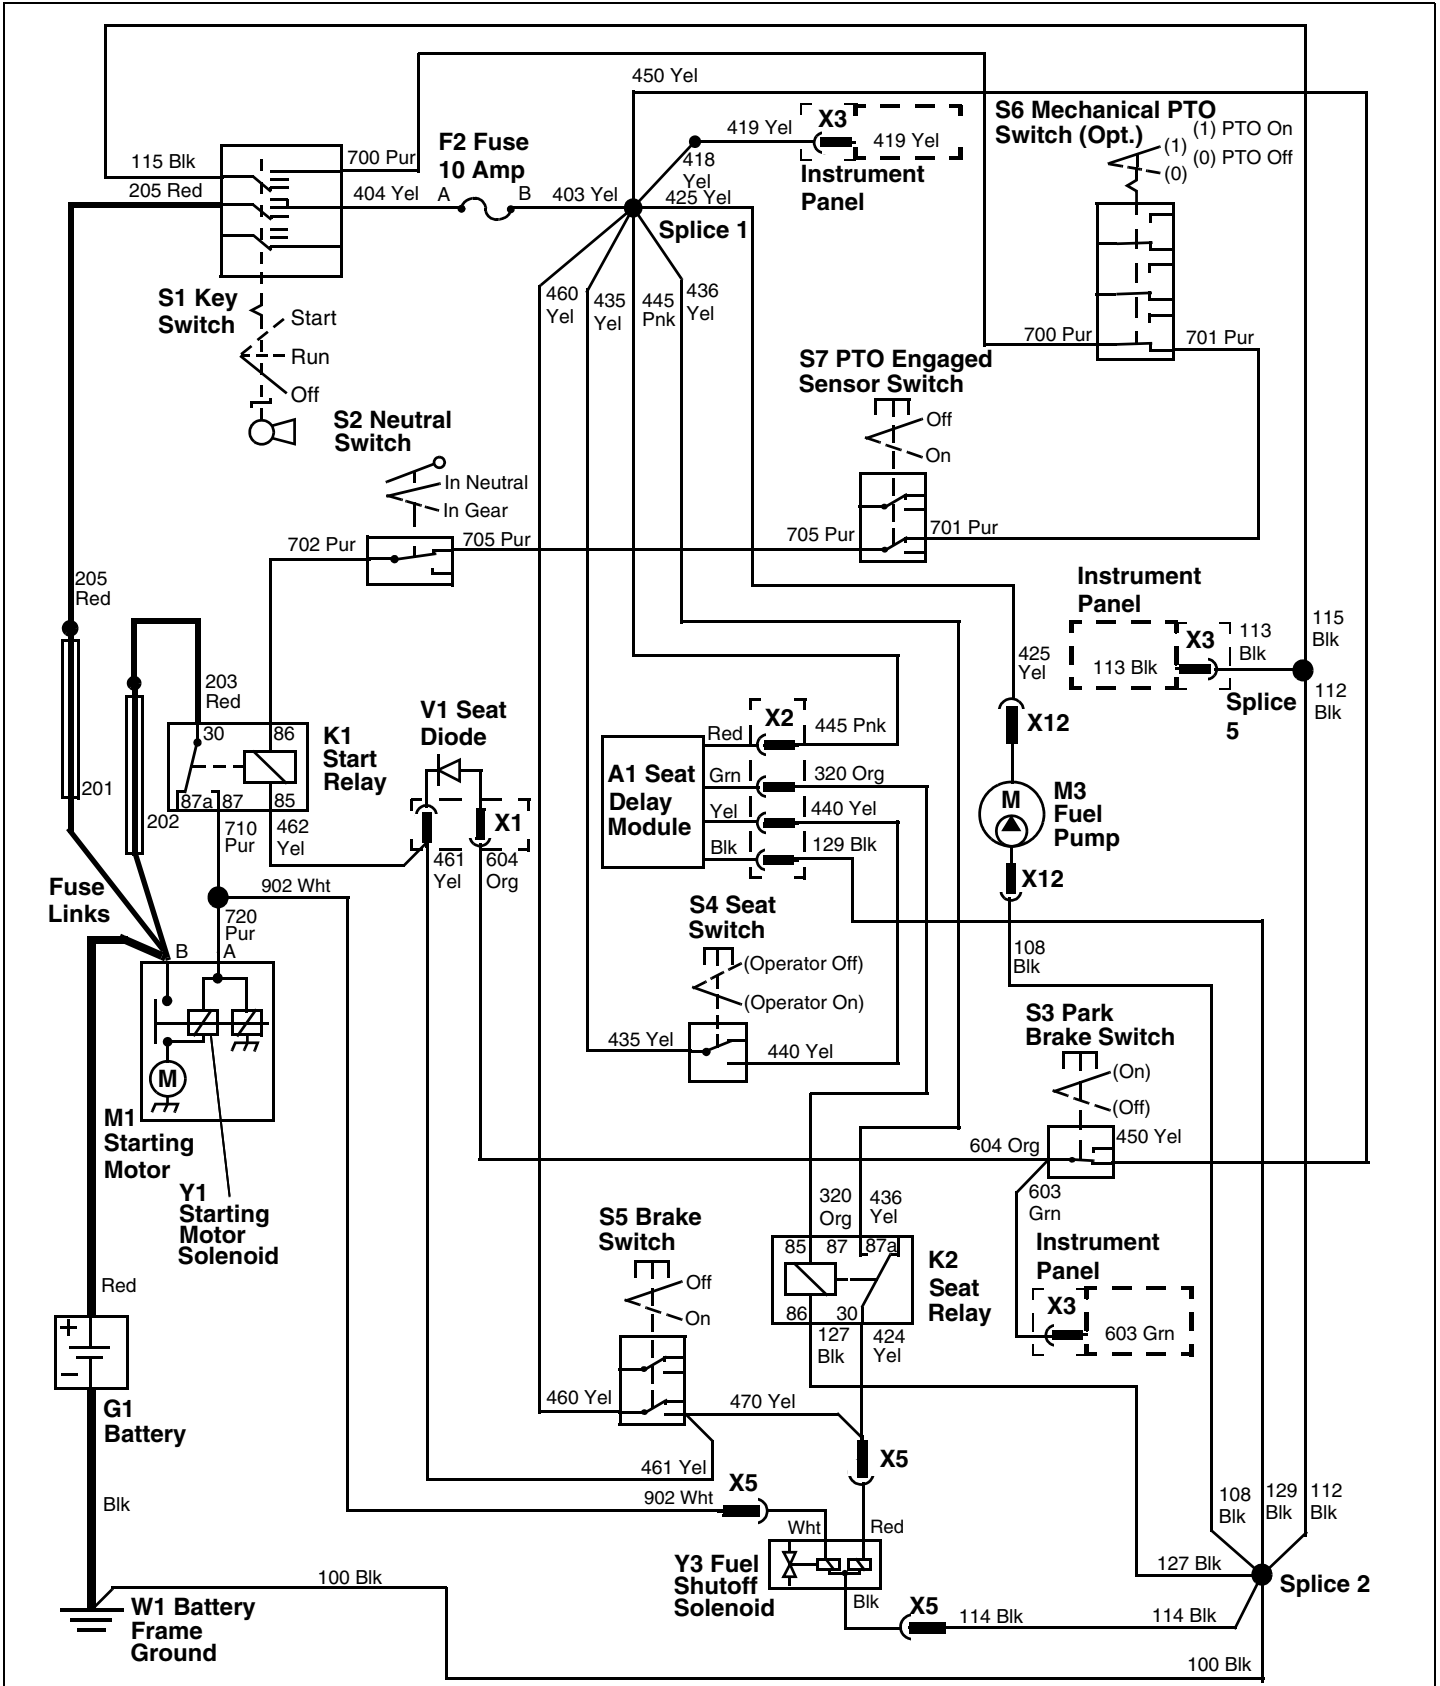 450 Yel
S6 Mechanical PTO
Switch (Opt.)
(1) PTO On
(1)
(0) PTO Off
(0)
419 Yel
X3
419 Yel
Instrument
Panel
418
Yel
F2 Fuse
10 Amp
115 Blk
700 Pur
205 Red
404 Yel
A
B
403 Yel
425 Yel
Splice 1
S1 Key
Switch
Start
Run
Off
460
Yel
435
Yel
445
Pnk
436
Yel
700 Pur
701 Pur
S7 PTO Engaged
Sensor Switch
Off
On
S2 Neutral
Switch
In Neutral
In Gear
702 Pur
705 Pur
705 Pur
701 Pur
205
Red
Instrument
Panel
X3
113
Blk
113 Blk
115
Blk
112
Blk
Splice
5
425
Yel
203
Red
V1 Seat
Diode
X2
445 Pnk
X12
30
86
K1
Start
Relay
Red
A1 Seat
Delay
Module
Grn
320 Org
Yel
440 Yel
Blk
129 Blk
M
M3
Fuel
Pump
201
202
87a
87
85
710
Pur
462
Yel
X1
461
Yel
604
Org
X12
902 Wht
Fuse
Links
720
Pur
B
A
S4 Seat
Switch
(Operator Off)
(Operator On)
108
Blk
435 Yel
440 Yel
S3 Park
Brake Switch
(On)
(Off)
M
M1
Starting
Motor
604 Org
450 Yel
Y1
Starting
Motor
Solenoid
603
Grn
320
Org
436
Yel
S5 Brake
Switch
Off
On
85
87
87a
K2
Seat
Relay
86
30
Instrument
Panel
X3
603 Grn
Red
127
Blk
424
Yel
+
−
G1
Battery
460 Yel
470 Yel
461 Yel
X5
X5
902 Wht
Blk
108
Blk
129
Blk
112
Blk
Wht
Red
Y3 Fuel
Shutoff
Solenoid
127 Blk
Splice 2
100 Blk
Blk
X5
114 Blk
114 Blk
W1 Battery
Frame
Ground
100 Blk